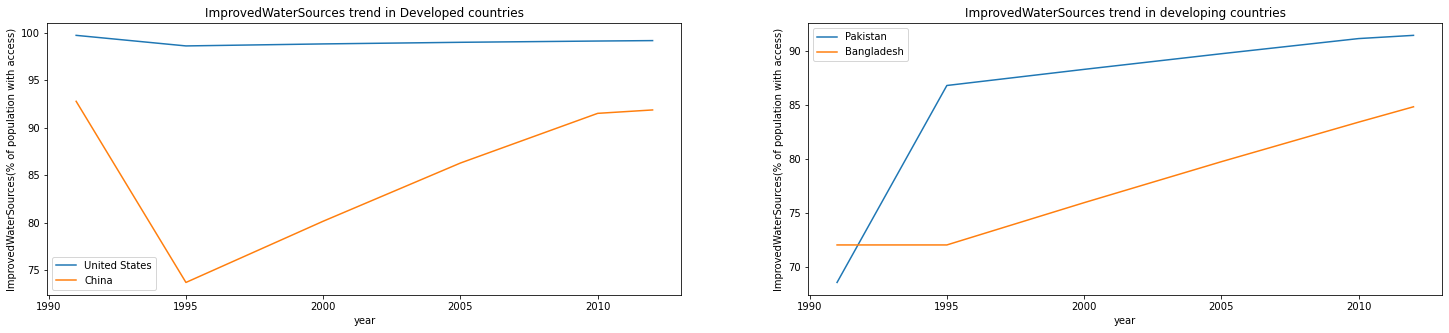 ImprovedWaterSources trend in Developed countries
ImprovedWaterSources(% of population with access)
100
95
90
85
80
75
United States
China
1990
1995
2000
2005
2010
year
ImprovedWaterSources trend in developing countries
ImprovedWaterSources(% of population with access)
90
85
80
75
70
Pakistan
Bangladesh
1990
1995
2000
2005
2010
year